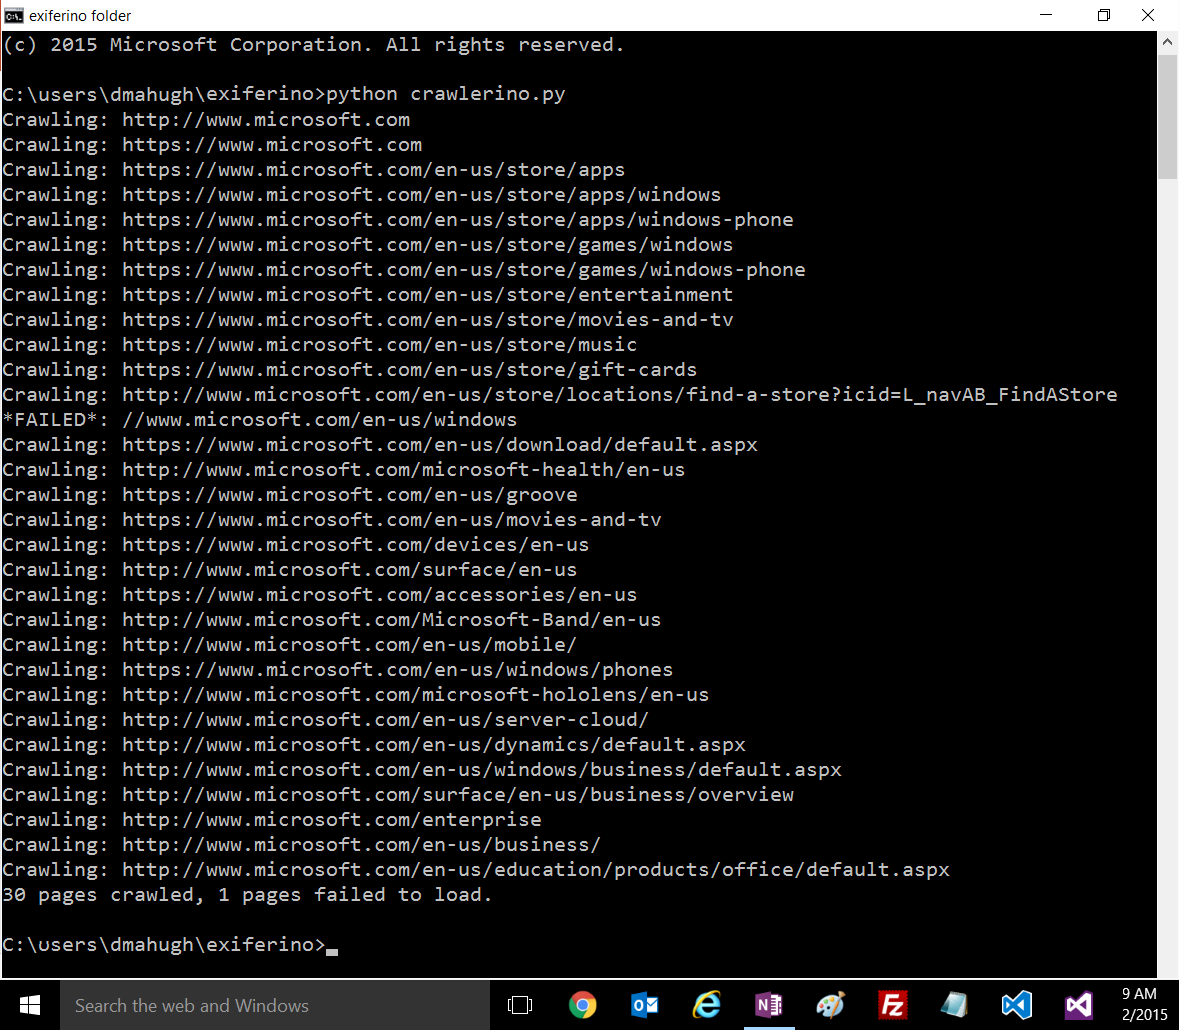 exiferino folder
(c) 2015 Microsoft Corporation. All rights reserved.
C:\users\dmahugh\exiferino>python crawlerino.py
Crawling: http://www.microsoft.com
Crawling: https://www.microsoft.com
Crawling: https://www.microsoft.com/en-us/store/apps
Crawling: https://www.microsoft.com/en-us/store/apps/windows
Crawling: https://www.microsoft.com/en-us/store/apps/windows-phone
Crawling: https://www.microsoft.com/en-us/store/games/windows
Crawling: https://www.microsoft.com/en-us/store/games/windows-phone
Crawling: https://www.microsoft.com/en-us/store/entertainment
Crawling: https://www.microsoft.com/en-us/store/movies-and-tv
Crawling: https://www.microsoft.com/en-us/store/music
Crawling: https://www.microsoft.com/en-us/store/gift-cards
Crawling: http://www.microsoft.com/en-us/store/locations/find-a-store?icid=L_navAB_FindAStore
*FAILED*: //www.microsoft.com/en-us/windows
Crawling: https://www.microsoft.com/en-us/download/default.aspx
Crawling: http://www.microsoft.com/microsoft-health/en-us
Crawling: https://www.microsoft.com/en-us/groove
Crawling: https://www.microsoft.com/en-us/movies-and-tv
Crawling: https://www.microsoft.com/devices/en-us
Crawling: http://www.microsoft.com/surface/en-us
Crawling: https://www.microsoft.com/accessories/en-us
Crawling: http://www.microsoft.com/Microsoft-Band/en-us
Crawling: http://www.microsoft.com/en-us/mobile/
Crawling: https://www.microsoft.com/en-us/windows/phones
Crawling: http://www.microsoft.com/microsoft-hololens/en-us
Crawling: http://www.microsoft.com/en-us/server-cloud/
Crawling: http://www.microsoft.com/en-us/dynamics/default.aspx
Crawling: http://www.microsoft.com/en-us/windows/business/default.aspx
Crawling: http://www.microsoft.com/surface/en-us/business/overview
Crawling: http://www.microsoft.com/enterprise
Crawling: http://www.microsoft.com/en-us/business/
Crawling: http://www.microsoft.com/en-us/education/products/office/default.aspx
30 pages crawled, 1 pages failed to load.
C:\users\dmahugh\exiferino>
Search the web and Windows
9 AM
2/2015